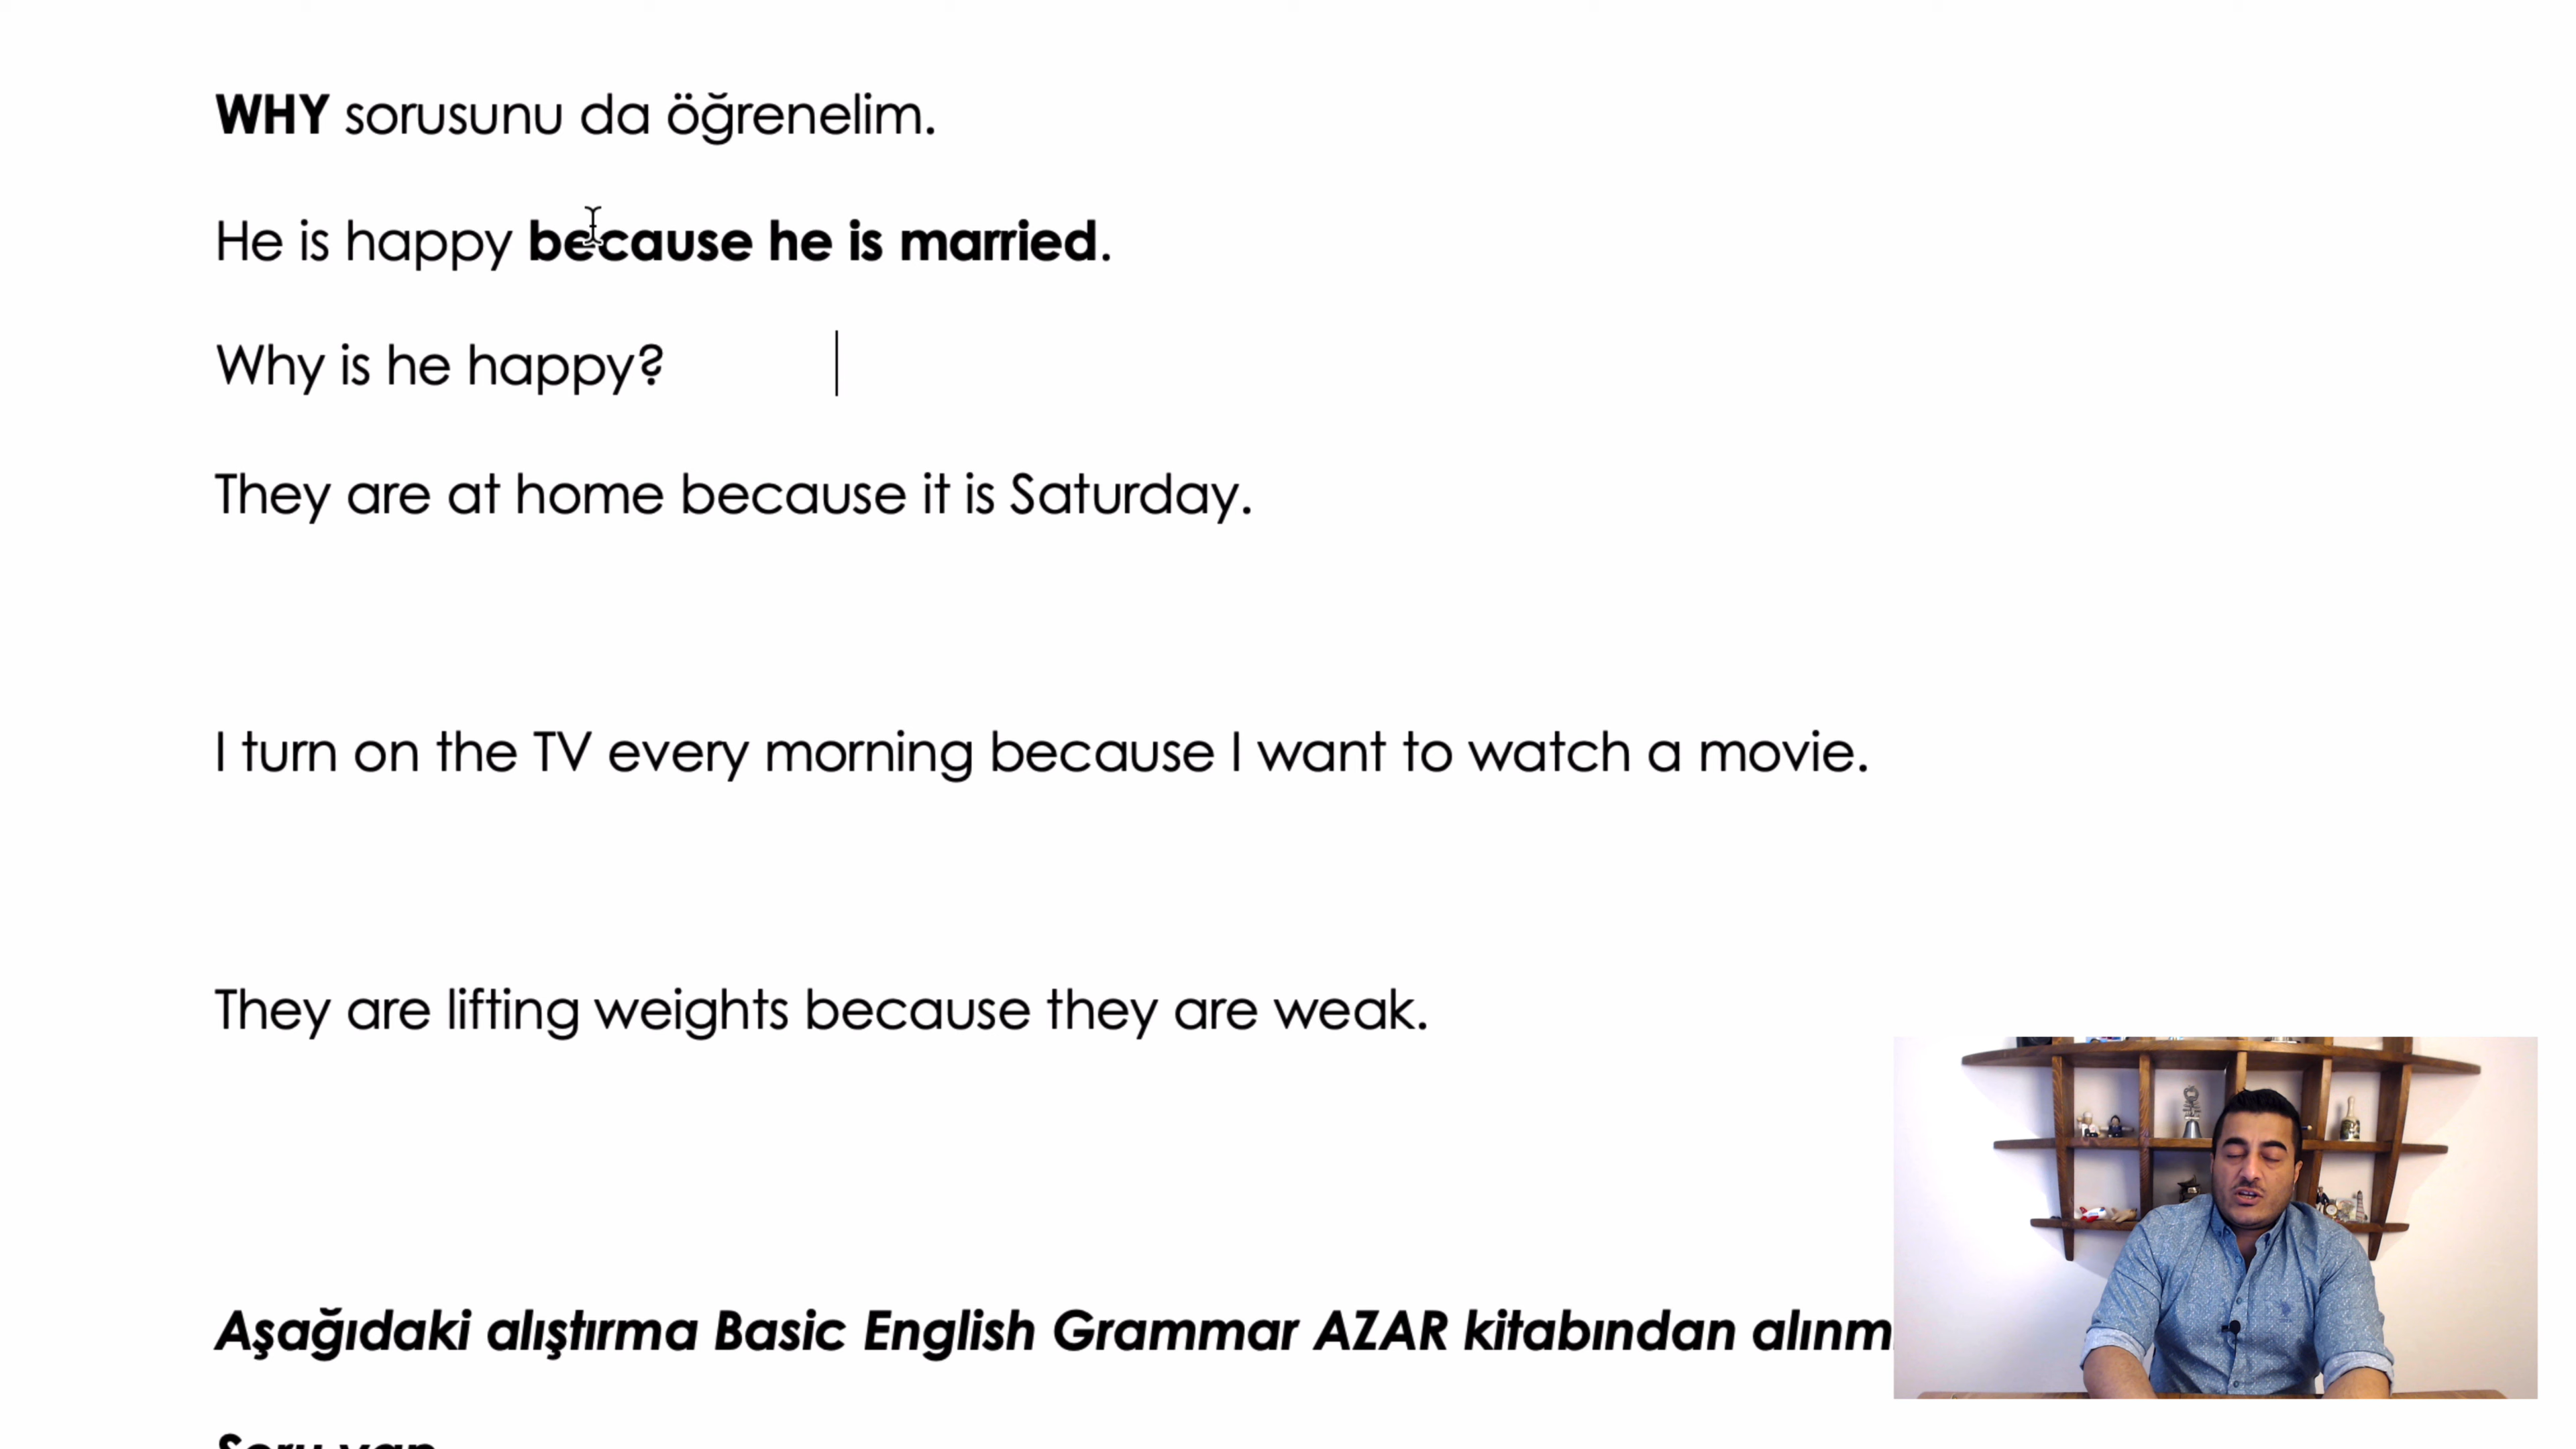 WHY sorusunu da öğrenelim.
He is happy because he is married.
Why is he happy?
They are at home because it is Saturday.
I turn on the TV every morning because I want to watch a movie.
They are lifting weights because they are weak.
Aşağıdaki alıştırma Basic English Grammar AZAR kitabından